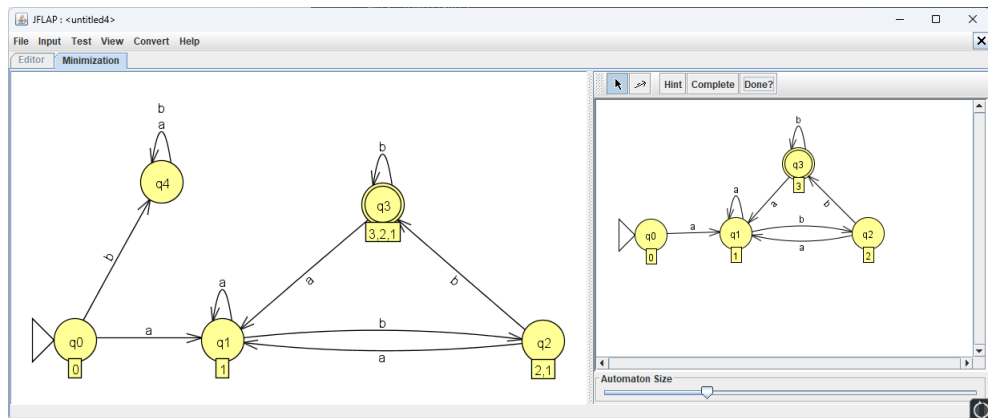 JFLAP : <untitled4>
File Input Test View Convert Help
Editor Minimization
b
a
q4
b
q3
3,2,1
b
a
b
a
q0
0
a
q1
1
b
a
q2
2,1
Hint Complete Done?
b
q3
3
a
b
a
q0
0
a
q1
1
b
a
q2
2
Automaton Size